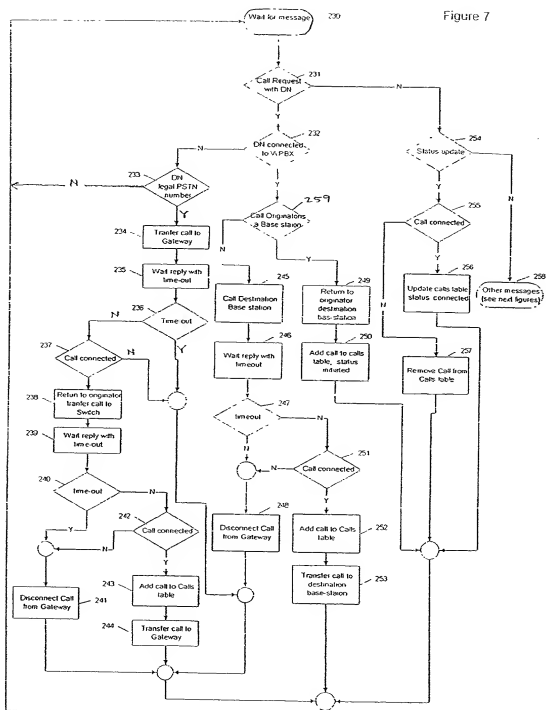 Wait for message
230
Figure 7
231
Call Request
with DN
N
Y
232
DN connected
to WPBX
N
Y
254
Status update
Y
N
233
DN
legal PSTN
number
N
Y
259
Call Originators
a Base staion
N
Y
255
Call connected
N
Y
234
Tranfer call to
Gateway
235
Wait reply with
time-out
245
Call Destination
Base station
249
Return to
originator
destination
bas-station
256
Update calls table
status connected
258
Other messages
(see next figures)
236
Time out
N
Y
246
Wait reply with
timeout
250
Add call to calls
table, status
initiated
257
Remove Call from
Calls table
237
Call connected
N
238
Return to originator
tranfer call to
Switch
247
timeout
N
N
239
Wait reply with
time-out
251
Call connected
N
Y
240
time-out
N
Y
248
Disconnect Call
from Gateway
242
Call connected
N
Y
252
Add call to Calls
table
243
Add call to Calls
table
241
Disconnect Call
from Gateway
253
Transfer call to
destination
base-staion
244
Transfer call to
Gateway